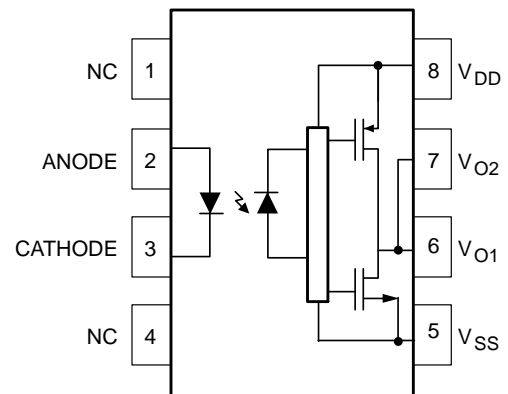 NC 1
ANODE 2
CATHODE 3
NC 4
8 VDD
7 VO2
6 VO1
5 VSS